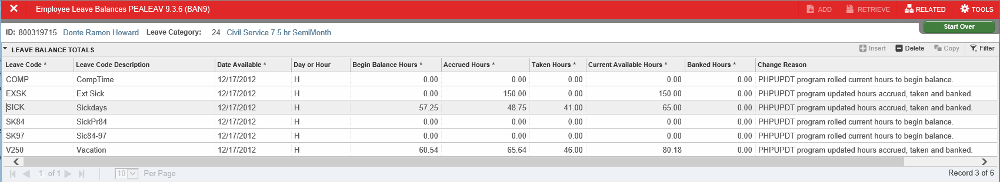 Employee Leave Balances PEALEAV 9.3.6 (BAN9) ADD RETRIEVE RELATED TOOLS
ID: 800319715 Donte Ramon Howard Leave Category: 24 Civil Service 7.5 hr SemiMonth Start Over
LEAVE BALANCE TOTALS Insert Delete Copy Filter
Leave Code * Leave Code Description Date Available * Day or Hour Begin Balance Hours * Accrued Hours * Taken Hours * Current Available Hours * Banked Hours * Change Reason
COMP CompTime 12/17/2012 H 0.00 0.00 0.00 0.00 0.00 PHPUPDT program rolled current hours to begin balance.
EXSK Ext Sick 12/17/2012 H 0.00 150.00 0.00 150.00 0.00 PHPUPDT program updated hours accrued, taken and banked.
SICK Sickdays 12/17/2012 H 57.25 48.75 41.00 65.00 0.00 PHPUPDT program updated hours accrued, taken and banked.
SK84 SickPr84 12/17/2012 H 0.00 0.00 0.00 0.00 0.00 PHPUPDT program rolled current hours to begin balance.
SK97 Sic84-97 12/17/2012 H 0.00 0.00 0.00 0.00 0.00 PHPUPDT program rolled current hours to begin balance.
V250 Vacation 12/17/2012 H 60.54 65.64 46.00 80.18 0.00 PHPUPDT program updated hours accrued, taken and banked.
1 of 1 10 Per Page Record 3 of 6